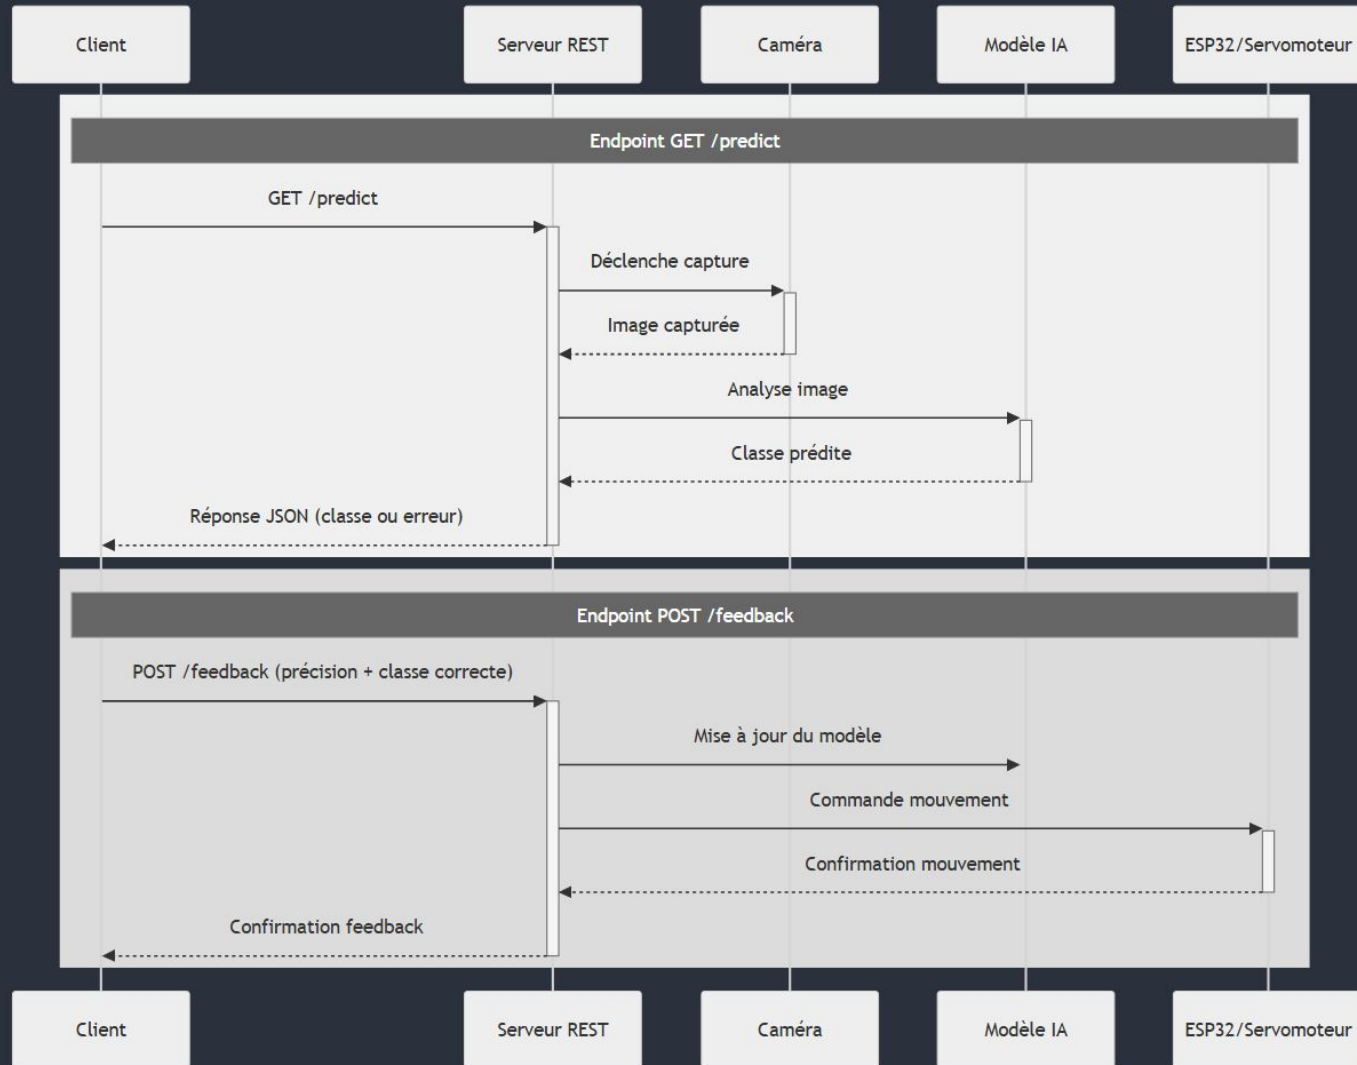 Client
Serveur REST
Caméra
Modèle IA
ESP32/Servomoteur
Endpoint GET /predict
GET /predict
Déclenche capture
Image capturée
Analyse image
Classe prédite
Réponse JSON (classe ou erreur)
Endpoint POST /feedback
POST /feedback (précision + classe correcte)
Mise à jour du modèle
Commande mouvement
Confirmation mouvement
Confirmation feedback
Client
Serveur REST
Caméra
Modèle IA
ESP32/Servomoteur